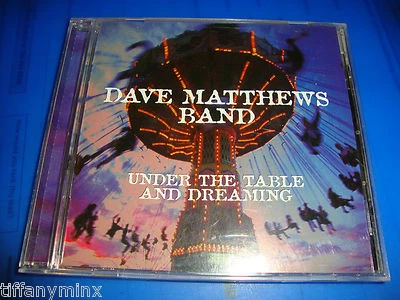 DAVE MATTHEWS
BAND
UNDER THE TABLE
AND DREAMING
tiffanyminx